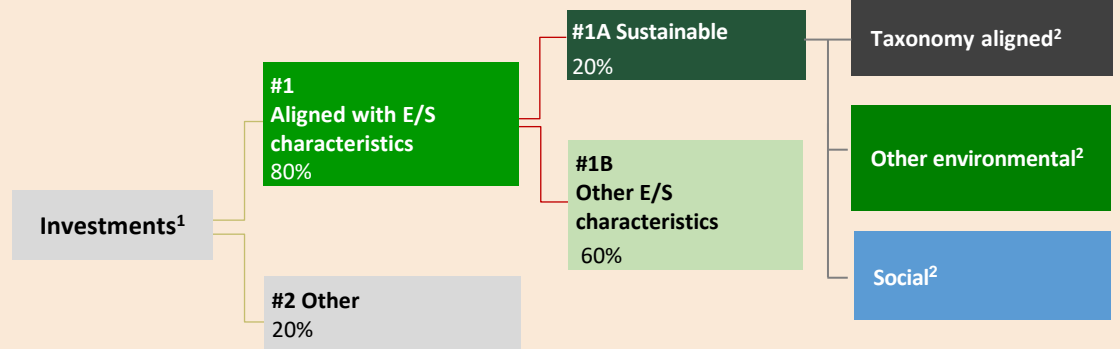 Investments¹
#1
Aligned with E/S
characteristics
80%
#2 Other
20%
#1A Sustainable
20%
#1B
Other E/S
characteristics
60%
Taxonomy aligned²
Other environmental²
Social²